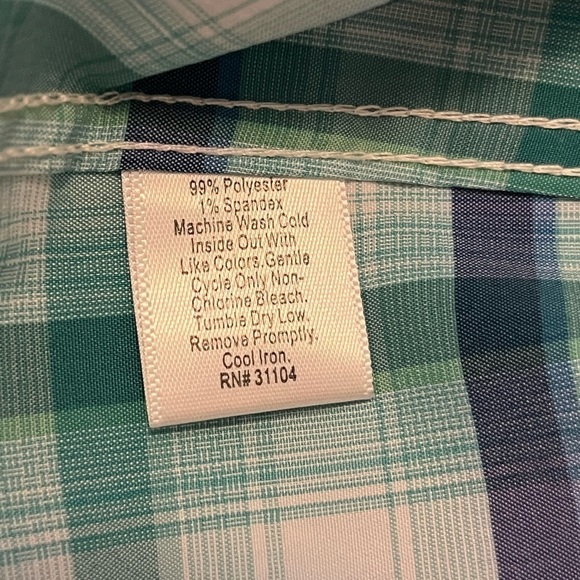 99% Polyester
1% Spandex
Machine Wash Cold
Inside Out With
Like Colors.Gentle
Cycle Only Non-
Chlorine Bleach.
Tumble Dry Low.
Remove Promptly.
Cool Iron.
RN# 31104